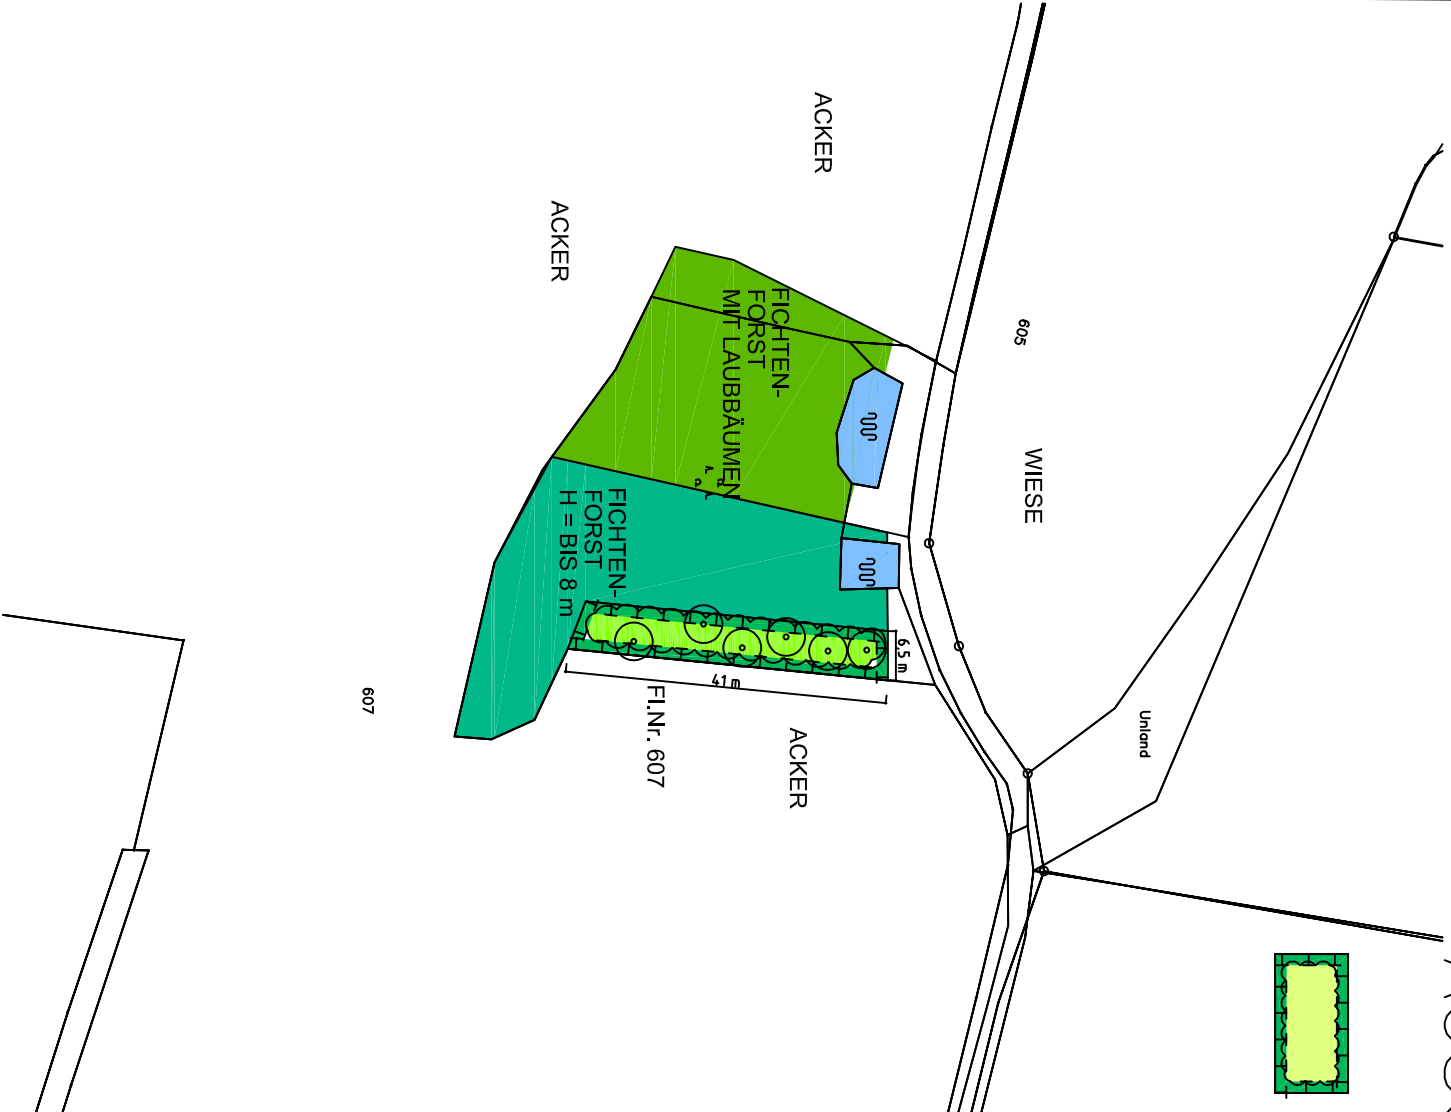 ACKER
ACKER
FICHTEN-
FORST
MIT LAUBBÄUMEN
605
WIESE
FICHTEN-
FORST
H = BIS 8 m
6.5 m
41 m
Fl.Nr. 607
607
ACKER
Unland